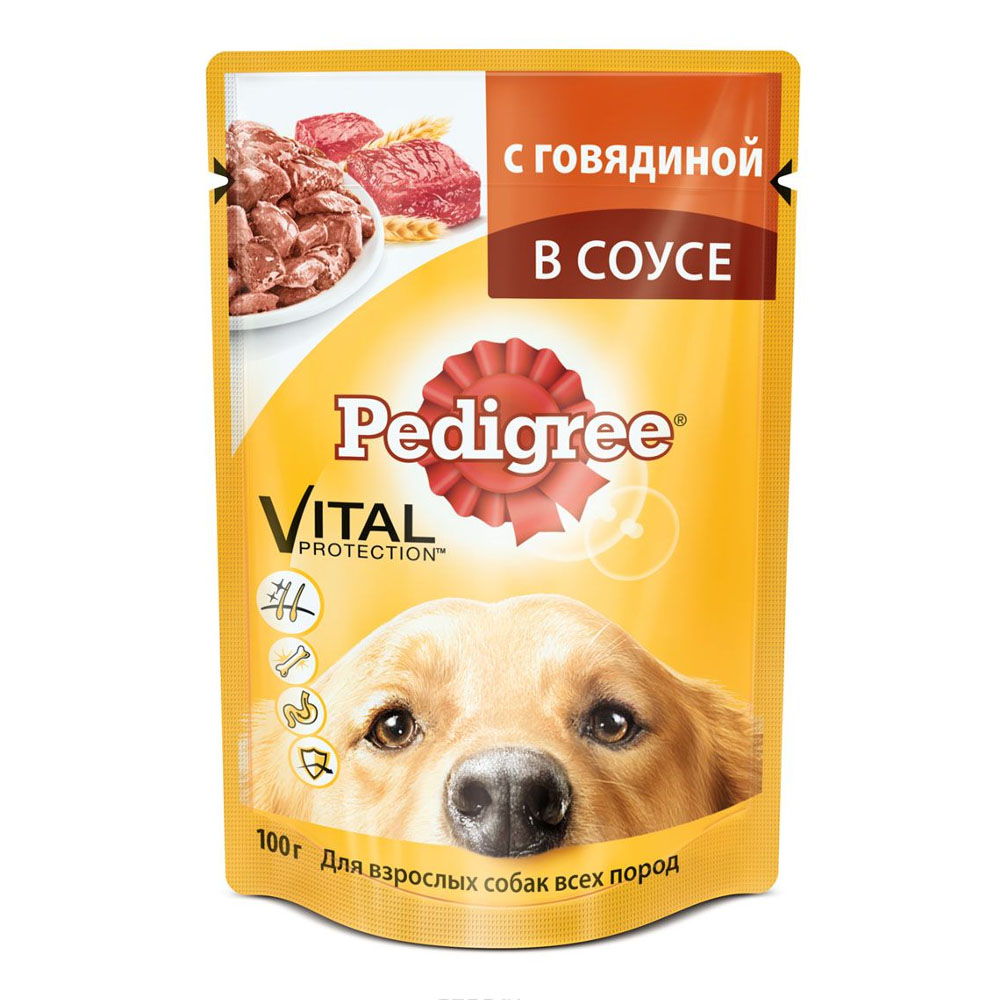 С ГОВЯДИНОЙ
В СОУСЕ
Pedigree®
VITAL
PROTECTION™
100 г Для взрослых собак всех пород